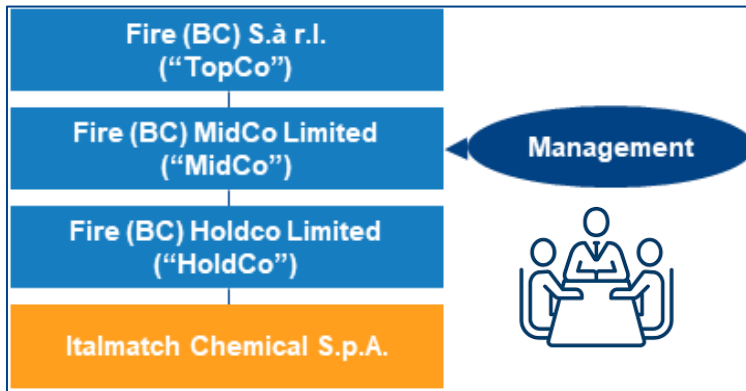 Fire (BC) S.à r.l.
(“TopCo”)
Fire (BC) MidCo Limited
(“MidCo”)
Management
Fire (BC) Holdco Limited
(“HoldCo”)
Italmatch Chemical S.p.A.